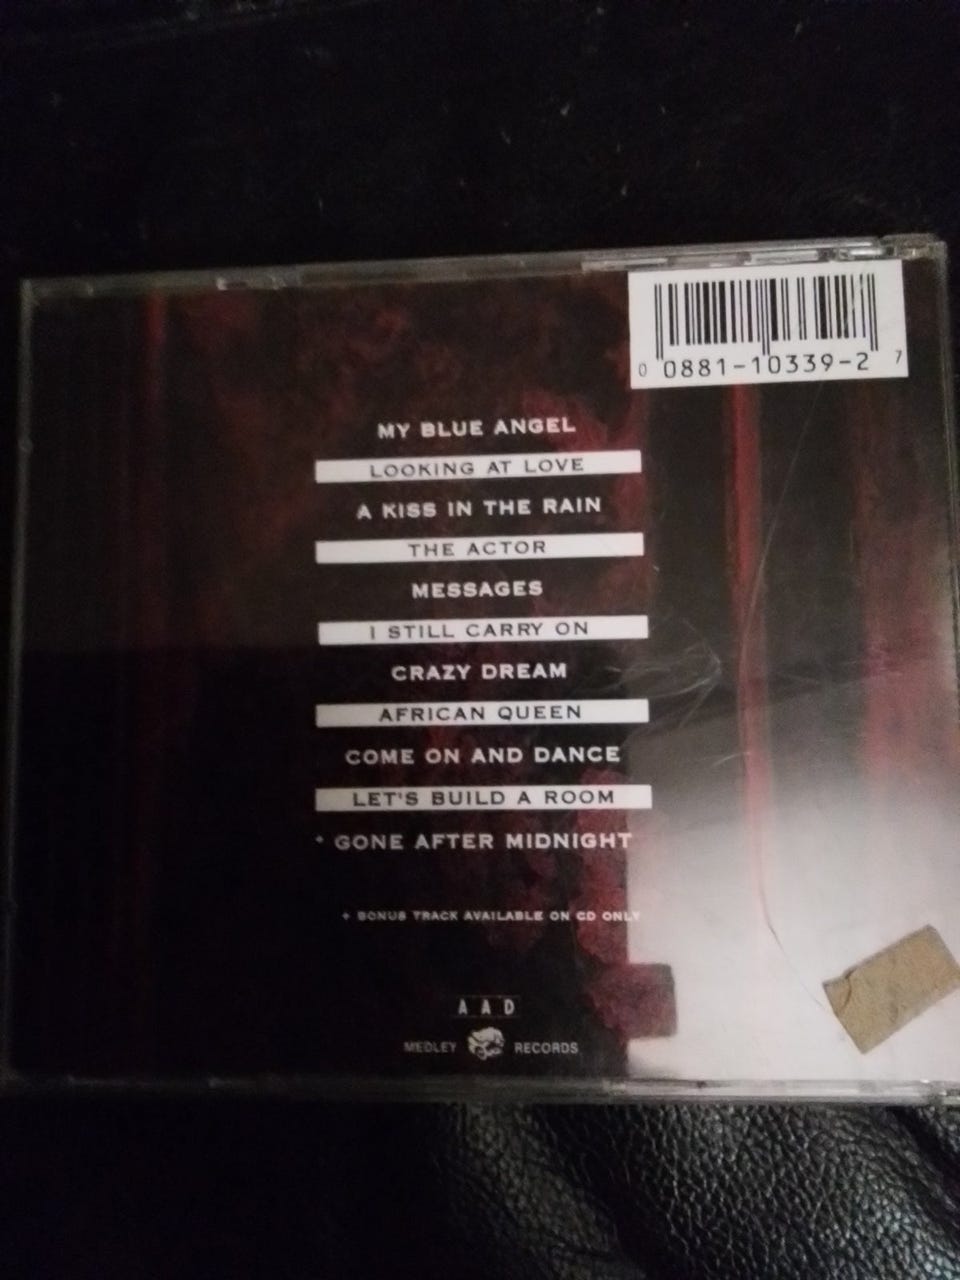 0 0881-10339-2 7
MY BLUE ANGEL
LOOKING AT LOVE
A KISS IN THE RAIN
THE ACTOR
MESSAGES
I STILL CARRY ON
CRAZY DREAM
AFRICAN QUEEN
COME ON AND DANCE
LET'S BUILD A ROOM
+ GONE AFTER MIDNIGHT
+ BONUS TRACK AVAILABLE ON CD ONLY
AAD
MEDLEY RECORDS